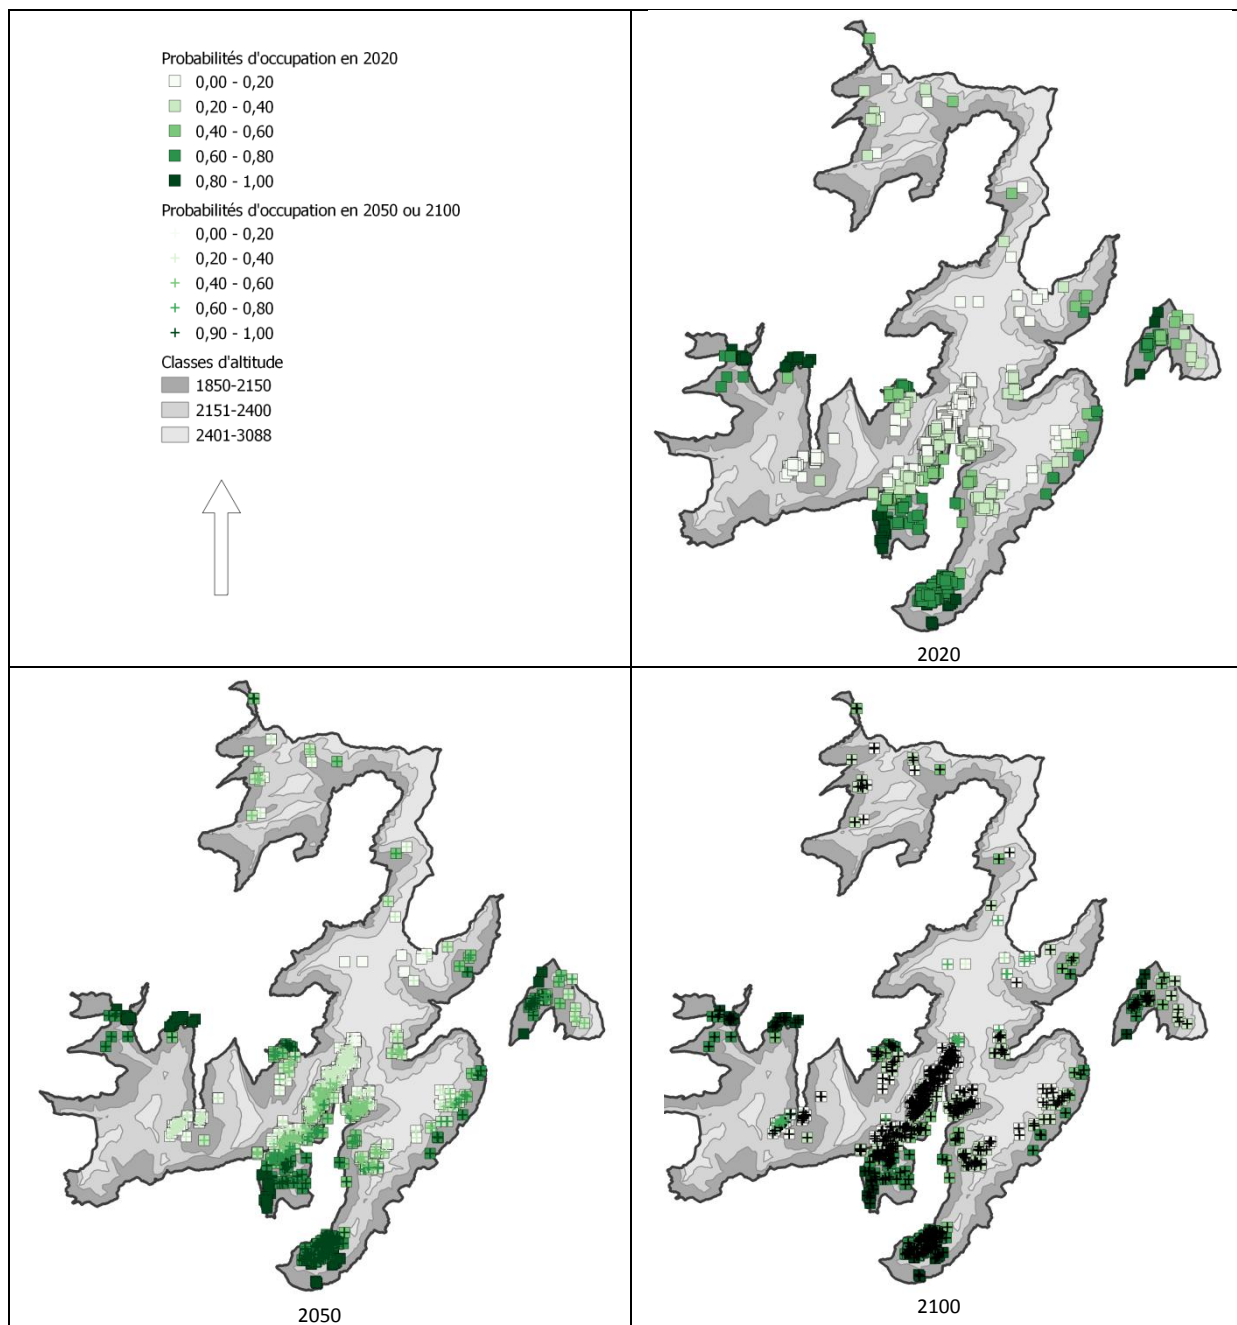 Probabilités d'occupation en 2020
0,00 - 0,20
0,20 - 0,40
0,40 - 0,60
0,60 - 0,80
0,80 - 1,00
Probabilités d'occupation en 2050 ou 2100
0,00 - 0,20
0,20 - 0,40
0,40 - 0,60
0,60 - 0,80
0,90 - 1,00
Classes d'altitude
1850-2150
2151-2400
2401-3088
2020
2050
2100